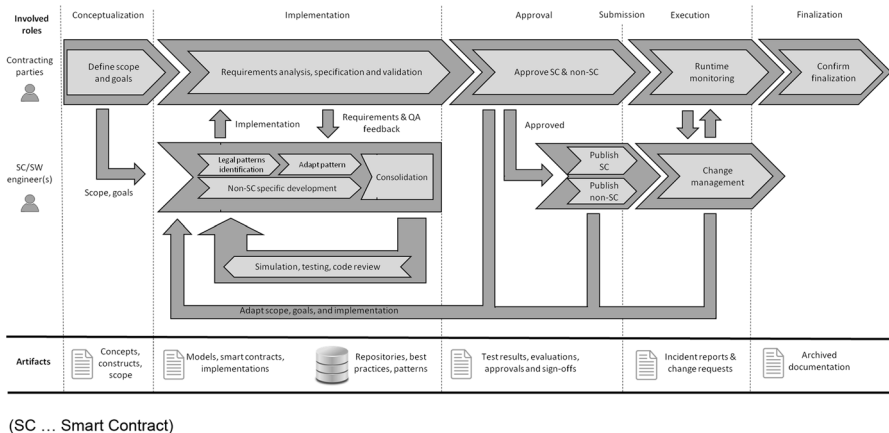 Involved
roles
Conceptualization
Implementation
Approval
Submission
Execution
Finalization
Contracting
parties
Define scope
and goals
Requirements analysis, specification and validation
Approve SC & non-SC
Runtime
monitoring
Confirm
finalization
Implementation
Requirements & QA
feedback
Approved
SC/SW
engineer(s)
Scope, goals
Legal patterns
identification
Adapt pattern
Consolidation
Non-SC specific development
Publish
SC
Publish
non-SC
Change
management
Simulation, testing, code review
Adapt scope, goals, and implementation
Artifacts
Concepts,
constructs,
scope
Models, smart contracts,
implementations
Repositories, best
practices, patterns
Test results, evaluations,
approvals and sign-offs
Incident reports &
change requests
Archived
documentation
(SC ... Smart Contract)